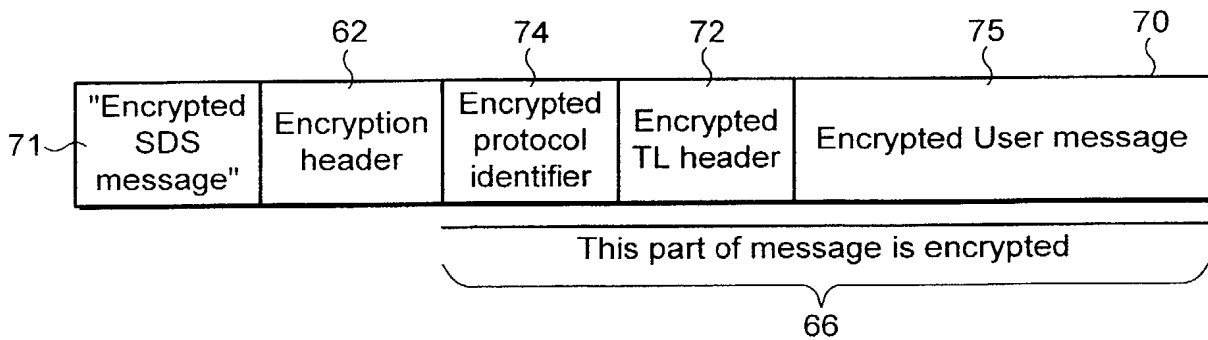 62 74 72 75 70
71
"Encrypted
SDS
message"
Encryption
header
Encrypted
protocol
identifier
Encrypted
TL header
Encrypted User message
This part of message is encrypted
66